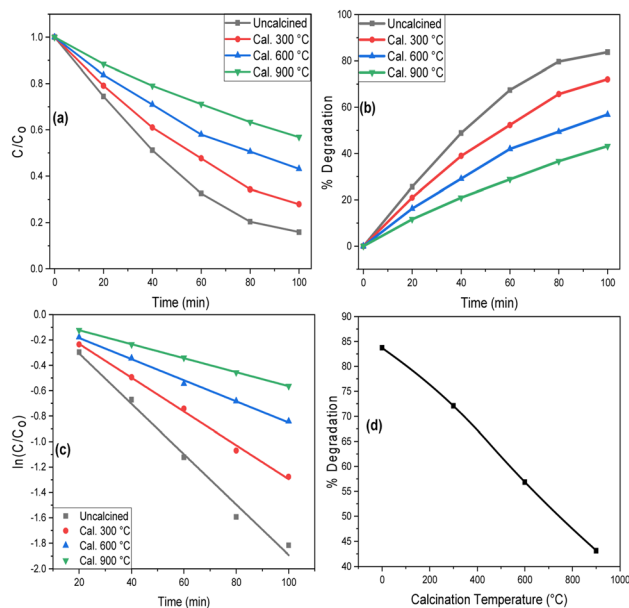 Uncalcined
Cal. 300 °C
Cal. 600 °C
Cal. 900 °C
(a)
C/C₀
1.0
0.8
0.6
0.4
0.2
0.0
0 20 40 60 80 100
Time (min)
Uncalcined
Cal. 300 °C
Cal. 600 °C
Cal. 900 °C
(b)
% Degradation
100
80
60
40
20
0
0 20 40 60 80 100
Time (min)
(c)
ln(C/C₀)
0.0
-0.2
-0.4
-0.6
-0.8
-1.0
-1.2
-1.4
-1.6
-1.8
-2.0
Uncalcined
Cal. 300 °C
Cal. 600 °C
Cal. 900 °C
20 40 60 80 100
Time (min)
(d)
% Degradation
90
85
80
75
70
65
60
55
50
45
40
0 200 400 600 800 1000
Calcination Temperature (°C)